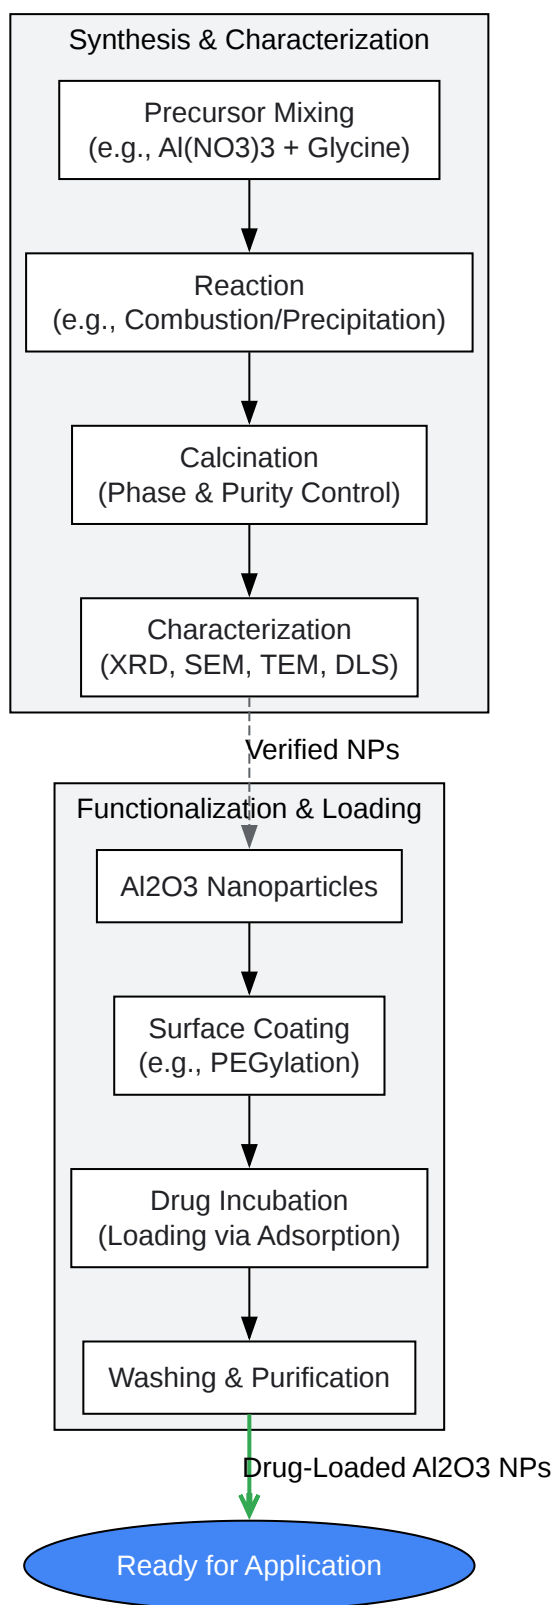 Synthesis & Characterization
Precursor Mixing
(e.g., Al(NO3)3 + Glycine)
Reaction
(e.g., Combustion/Precipitation)
Calcination
(Phase & Purity Control)
Characterization
(XRD, SEM, TEM, DLS)
Verified NPs
Functionalization & Loading
Al2O3 Nanoparticles
Surface Coating
(e.g., PEGylation)
Drug Incubation
(Loading via Adsorption)
Washing & Purification
Drug-Loaded Al2O3 NPs
Ready for Application